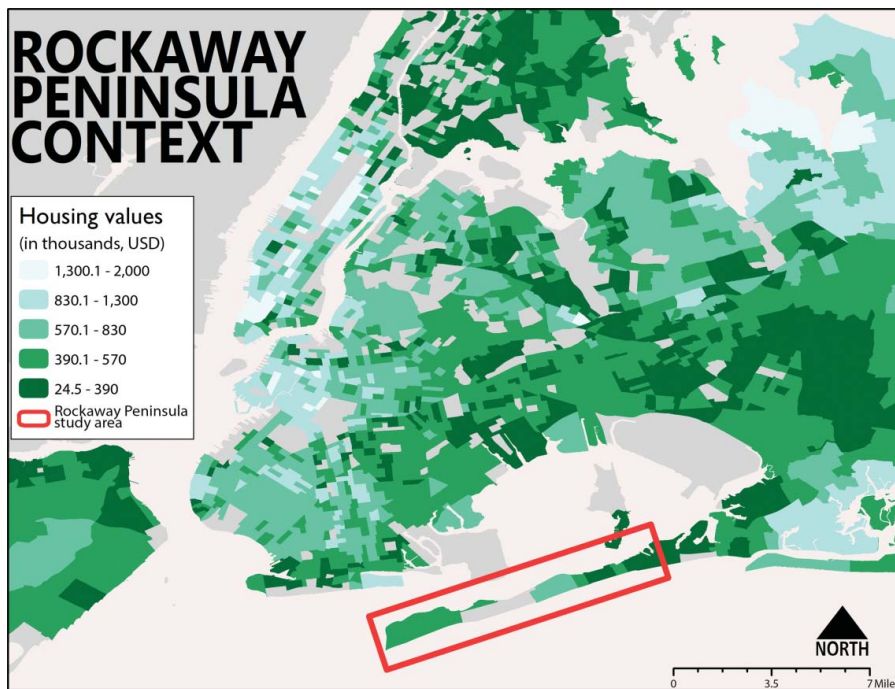 ROCKAWAY
PENINSULA
CONTEXT
Housing values
(in thousands, USD)
1,300.1 - 2,000
830.1 - 1,300
570.1 - 830
390.1 - 570
24.5 - 390
Rockaway Peninsula
study area
NORTH
0 3.5 7 Mile